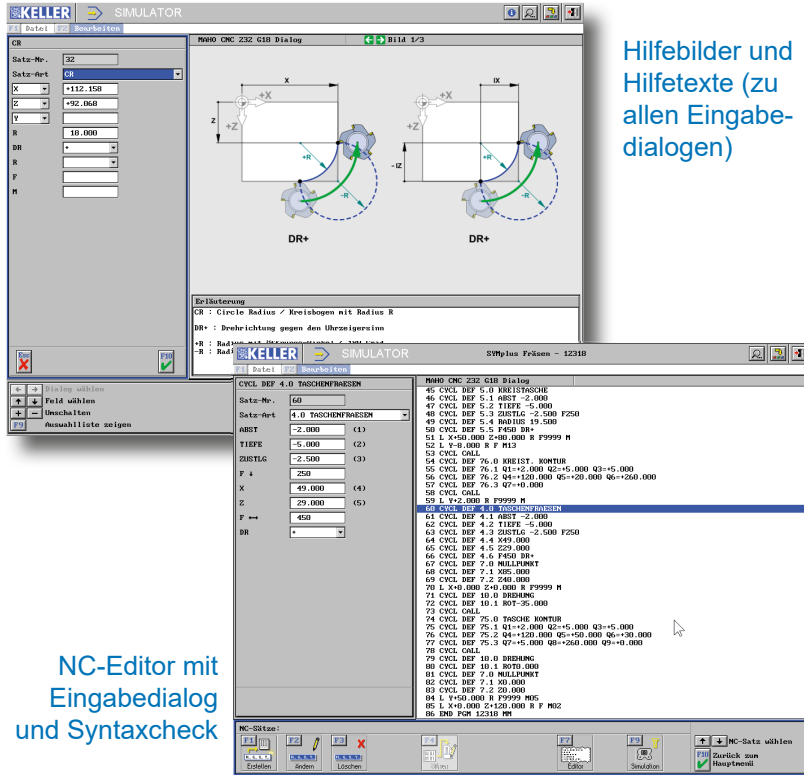 KELLER SIMULATOR
F1 Datei F2 Bearbeiten
CR
Satz-Nr. 32
Satz-Art CR
X +112.158
Z +92.068
Y
R 18.000
DR +
R
F
M
Esc
F10
Dialog wählen
Feld wählen
+ - Umschalten
F9 Auswahlliste zeigen
MAHO CNC 232 G18 Dialog Bild 1/3
X
+X
Z
+Z
+R
-R
DR+
IX
+X
+Z
- IZ
+R
-R
DR+
Erläuterung
CR : Circle Radius / Kreisbogen mit Radius R
DR+ : Drehrichtung gegen den Uhrzeigersinn
Hilfebilder und
Hilfetexte (zu
allen Eingabe-
dialogen)
KELLER SIMULATOR SYMplus Fräsen - 12318
F1 Datei F2 Bearbeiten
CYCL DEF 4.0 TASCHENFRAESEN
Satz-Nr. 60
Satz-Art 4.0 TASCHENFRAESEN
ABST -2.000 (1)
TIEFE -5.000 (2)
ZUSTLG -2.500 (3)
F ↓ 250
X 49.000 (4)
Z 29.000 (5)
F ↔ 450
DR +
MAHO CNC 232 G18 Dialog
45 CYCL DEF 5.0 KREISTASCHE
46 CYCL DEF 5.1 ABST -2.000
47 CYCL DEF 5.2 TIEFE -5.000
48 CYCL DEF 5.3 ZUSTLG -2.500 F250
49 CYCL DEF 5.4 RADIUS 19.500
50 CYCL DEF 5.5 F450 DR+
51 L X+50.000 Z+80.000 R F9999 M
52 L Y-8.000 R F M13
53 CYCL CALL
54 CYCL DEF 76.0 KREIST. KONTUR
55 CYCL DEF 76.1 Q1=+2.000 Q2=+5.000 Q3=+5.000
56 CYCL DEF 76.2 Q4=+120.000 Q5=+20.000 Q6=+260.000
57 CYCL DEF 76.3 Q7=+0.000
58 CYCL CALL
59 L Y+2.000 R F9999 M
60 CYCL DEF 4.0 TASCHENFRAESEN
61 CYCL DEF 4.1 ABST -2.000
62 CYCL DEF 4.2 TIEFE -5.000
63 CYCL DEF 4.3 ZUSTLG -2.500 F250
64 CYCL DEF 4.4 X49.000
65 CYCL DEF 4.5 Z29.000
66 CYCL DEF 4.6 F450 DR+
67 CYCL DEF 7.0 NULLPUNKT
68 CYCL DEF 7.1 X85.000
69 CYCL DEF 7.2 Z40.000
70 L X+0.000 Z+0.000 R F9999 M
71 CYCL DEF 10.0 DREHUNG
72 CYCL DEF 10.1 ROT-35.000
73 CYCL CALL
74 CYCL DEF 75.0 TASCHE KONTUR
75 CYCL DEF 75.1 Q1=+2.000 Q2=+5.000 Q3=+5.000
76 CYCL DEF 75.2 Q4=+120.000 Q5=+50.000 Q6=+30.000
77 CYCL DEF 75.3 Q7=+5.000 Q8=+260.000 Q9=+0.000
78 CYCL CALL
79 CYCL DEF 10.0 DREHUNG
80 CYCL DEF 10.1 ROT0.000
81 CYCL DEF 7.0 NULLPUNKT
82 CYCL DEF 7.1 X0.000
83 CYCL DEF 7.2 Z0.000
84 L Y+50.000 R F9999 M05
85 L X+0.000 Z+120.000 R F M02
86 END PGM 12318 MM
NC-Sätze:
F1 Erstellen
F2 Ändern
F3 Löschen
F4
F7 Editor
F9 Simulation
NC-Satz wählen
F10 Zurück zum
Hauptmenü
NC-Editor mit
Eingabedialog
und Syntaxcheck